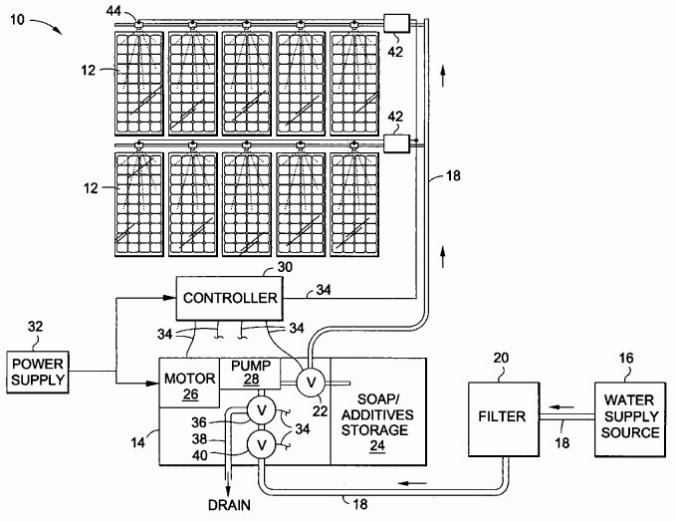 10
44
12
42
42
12
18
30
CONTROLLER
34
34
34
32
POWER
SUPPLY
MOTOR
26
PUMP
28
V
22
SOAP/
ADDITIVES
STORAGE
24
20
FILTER
16
WATER
SUPPLY
SOURCE
18
14
36
V
34
38
40
V
DRAIN
18